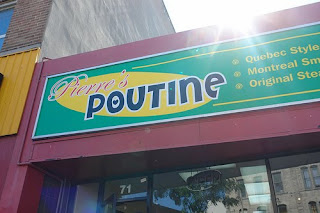 Pierre's
POUTINE
Quebec Style
Montreal Sm
Original Ste
71